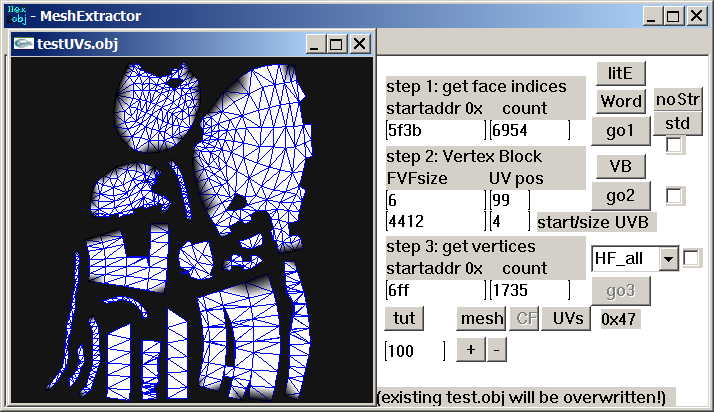 Hex
obj - MeshExtractor
testUVs.obj
step 1: get face indices
startaddr 0x count
5f3b 6954
litE
Word
noStr
go1
std
step 2: Vertex Block
FVFsize UV pos
6 99
4412 4 start/size UVB
VB
go2
step 3: get vertices
startaddr 0x count
6ff 1735
HF_all
go3
tut mesh CF UVs 0x47
100 + -
(existing test.obj will be overwritten!)